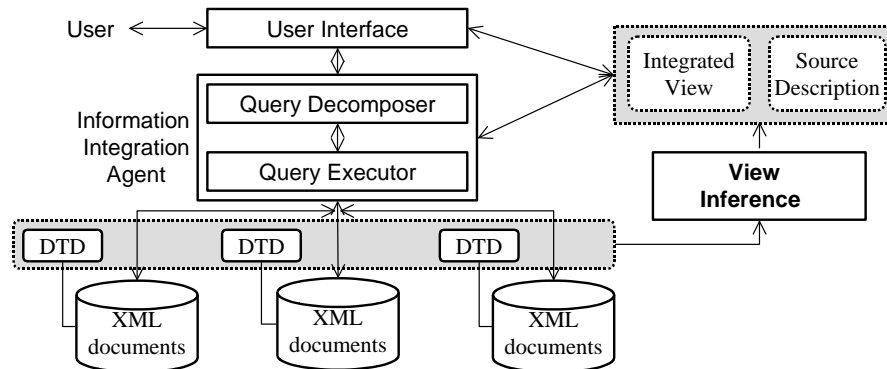 User
User Interface
Integrated
View
Source
Description
Query Decomposer
Information
Integration
Agent
Query Executor
View
Inference
DTD
DTD
DTD
XML
documents
XML
documents
XML
documents